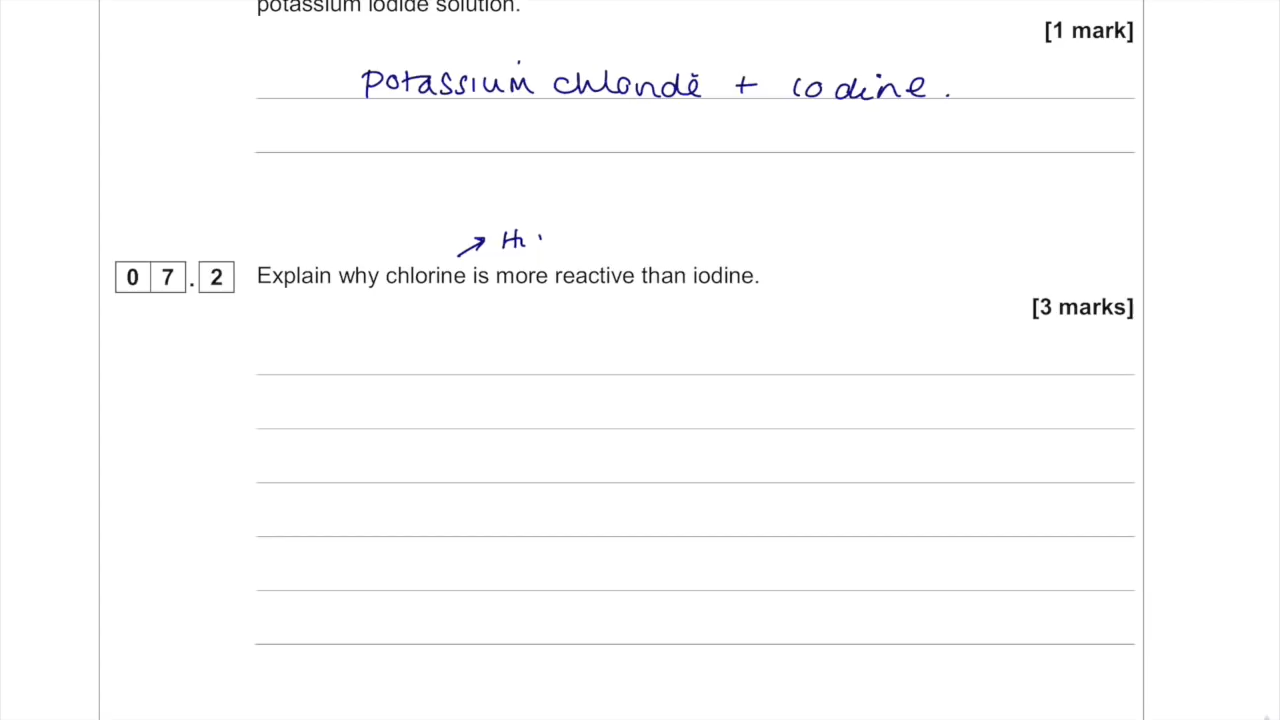 potassium iodide solution.
[1 mark]
potassium chloride + iodine.
→ Hi
0 7 . 2 Explain why chlorine is more reactive than iodine.
[3 marks]